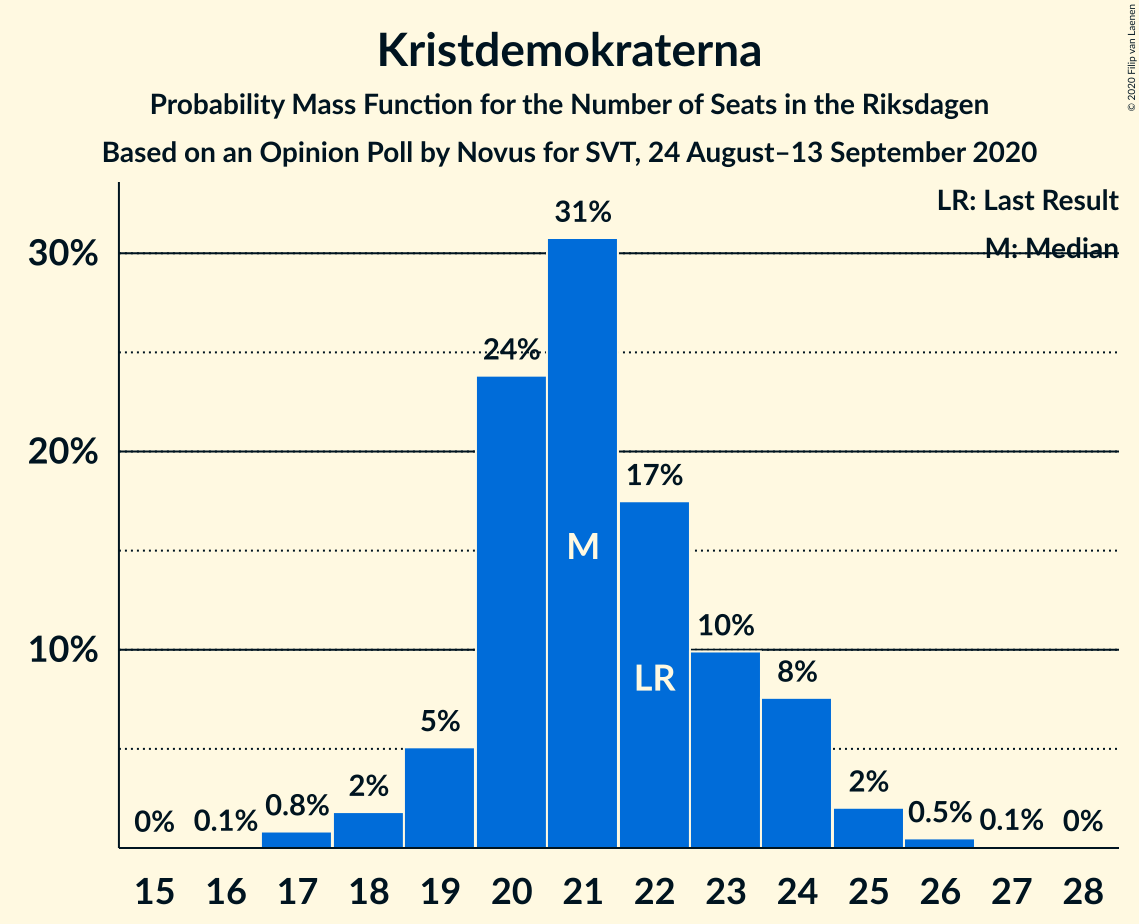 Kristdemokraterna
Probability Mass Function for the Number of Seats in the Riksdagen
Based on an Opinion Poll by Novus for SVT, 24 August–13 September 2020
© 2020 Filip van Laenen
LR: Last Result
M: Median
30%
20%
10%
0%
0.1%
0.8%
2%
5%
24%
31%
17%
10%
8%
2%
0.5%
0.1%
0%
M
LR
15 16 17 18 19 20 21 22 23 24 25 26 27 28